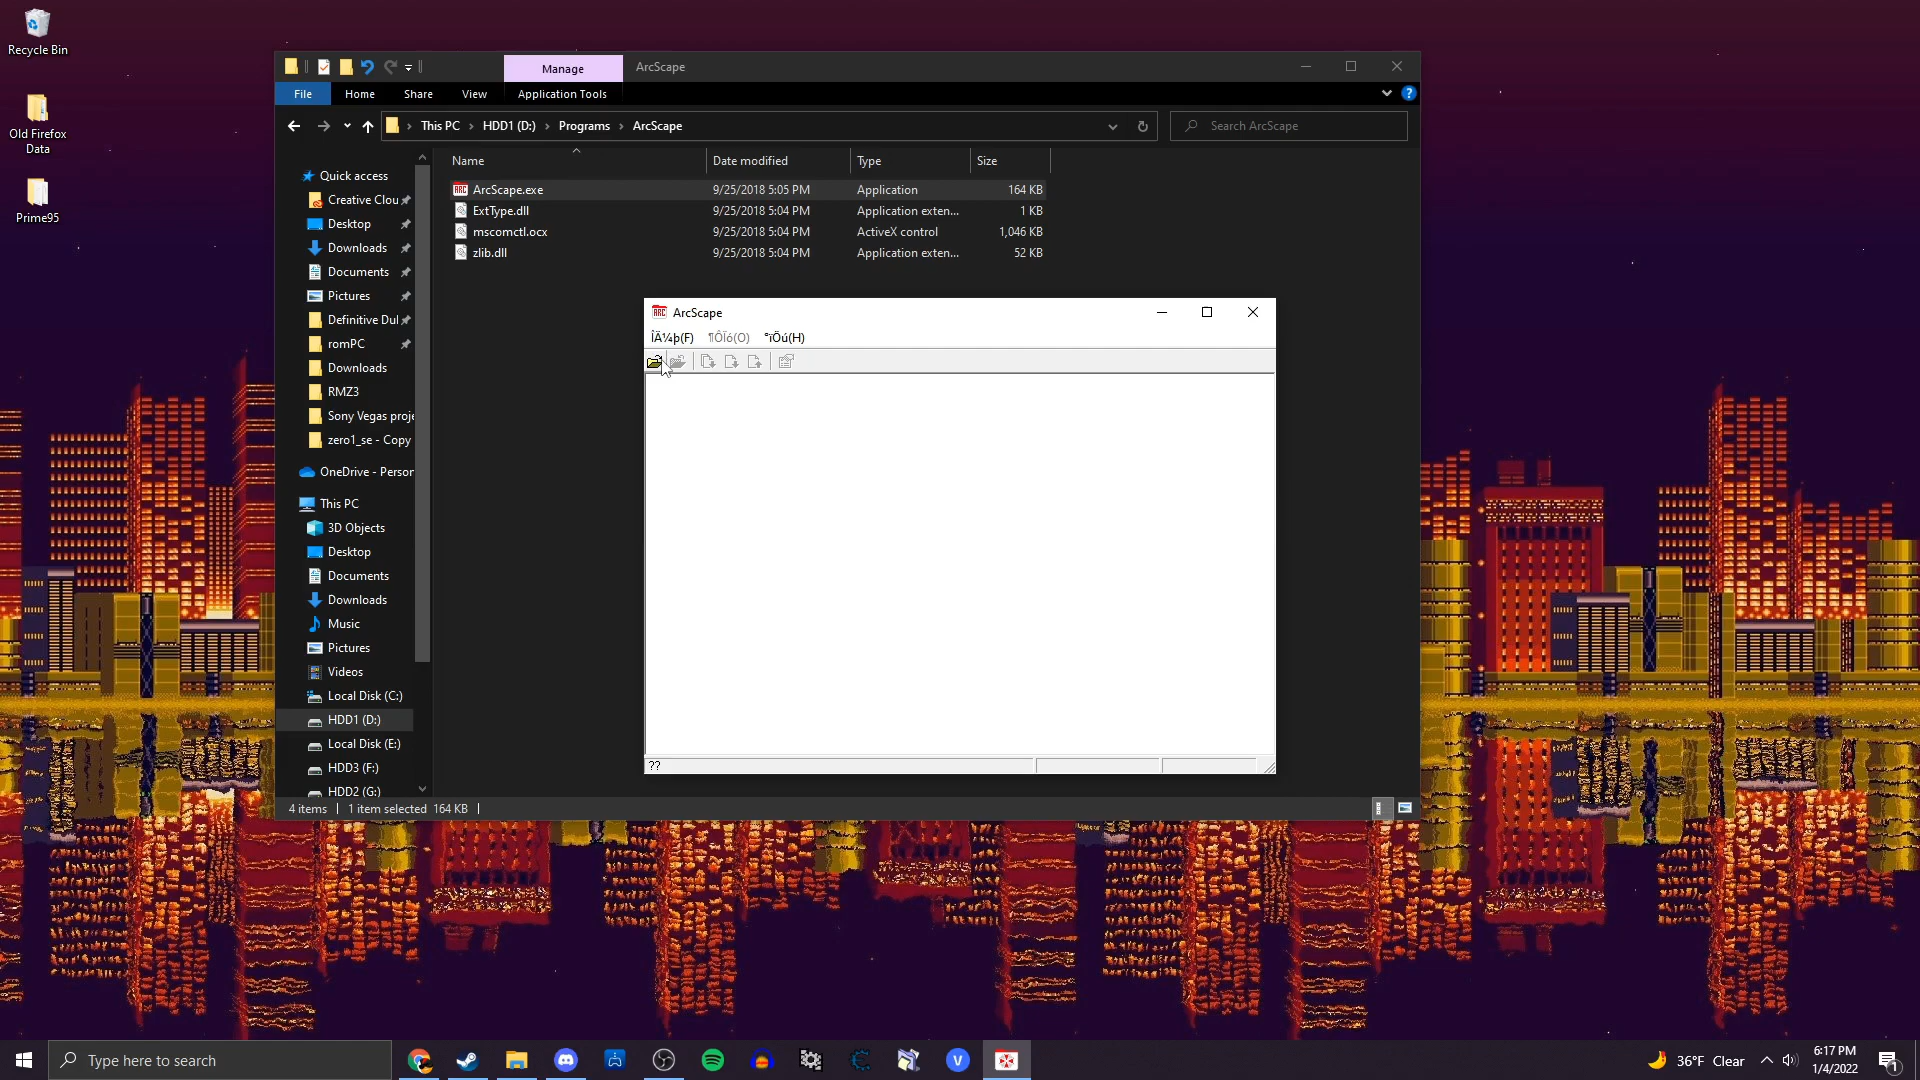 Recycle Bin
Old Firefox
Data
Prime95
Manage
ArcScape
File
Home
Share
View
Application Tools
This PC
HDD1 (D:)
Programs
ArcScape
Search ArcScape
Name
Date modified
Type
Size
ArcScape.exe 9/25/2018 5:05 PM Application 164 KB
ExtType.dll 9/25/2018 5:04 PM Application exten... 1 KB
mscomctl.ocx 9/25/2018 5:04 PM ActiveX control 1,046 KB
zlib.dll 9/25/2018 5:04 PM Application exten... 52 KB
Quick access
Creative Clou
Desktop
Downloads
Documents
Pictures
Definitive Dul
romPC
Downloads
RMZ3
Sony Vegas proje
zero1_se - Copy
OneDrive - Person
This PC
3D Objects
Desktop
Documents
Downloads
Music
Pictures
Videos
Local Disk (C:)
HDD1 (D:)
Local Disk (E:)
HDD3 (F:)
HDD2 (G:)
ARC ArcScape
ÎÄ¼þ(F) ¶ÔÏó(O) °ïÖú(H)
??
4 items
1 item selected 164 KB
Type here to search
36°F Clear
6:17 PM
1/4/2022
1